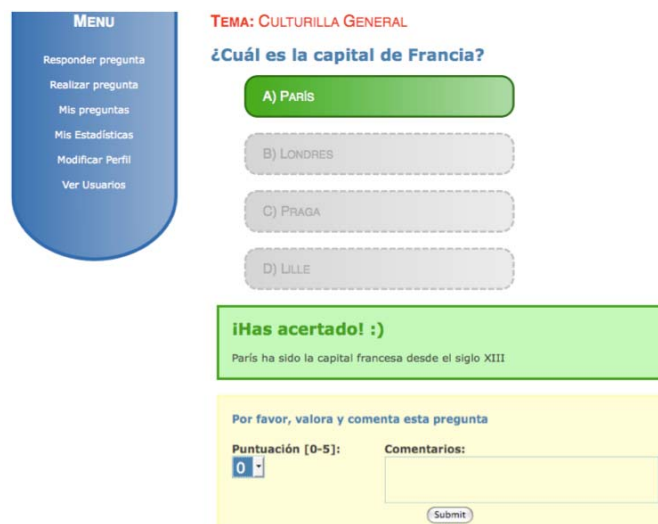 MENU
Responder pregunta
Realizar pregunta
Mis preguntas
Mis Estadísticas
Modificar Perfil
Ver Usuarios
TEMA: CULTURILLA GENERAL
¿Cuál es la capital de Francia?
A) PARÍS
B) LONDRES
C) PRAGA
D) LILLE
¡Has acertado! :)
París ha sido la capital francesa desde el siglo XIII
Por favor, valora y comenta esta pregunta
Puntuación [0-5]: Comentarios:
0
Submit